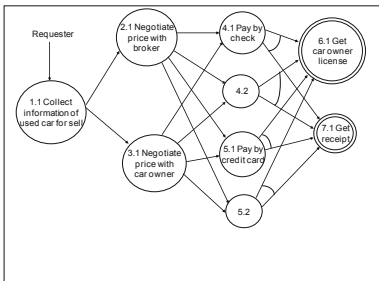 Requester
1.1 Collect
information of
used car for sell
2.1 Negotiate
price with
broker
3.1 Negotiate
price with
car owner
4.1 Pay by
check
4.2
5.1 Pay by
credit card
5.2
6.1 Get
car owner
license
7.1 Get
receipt